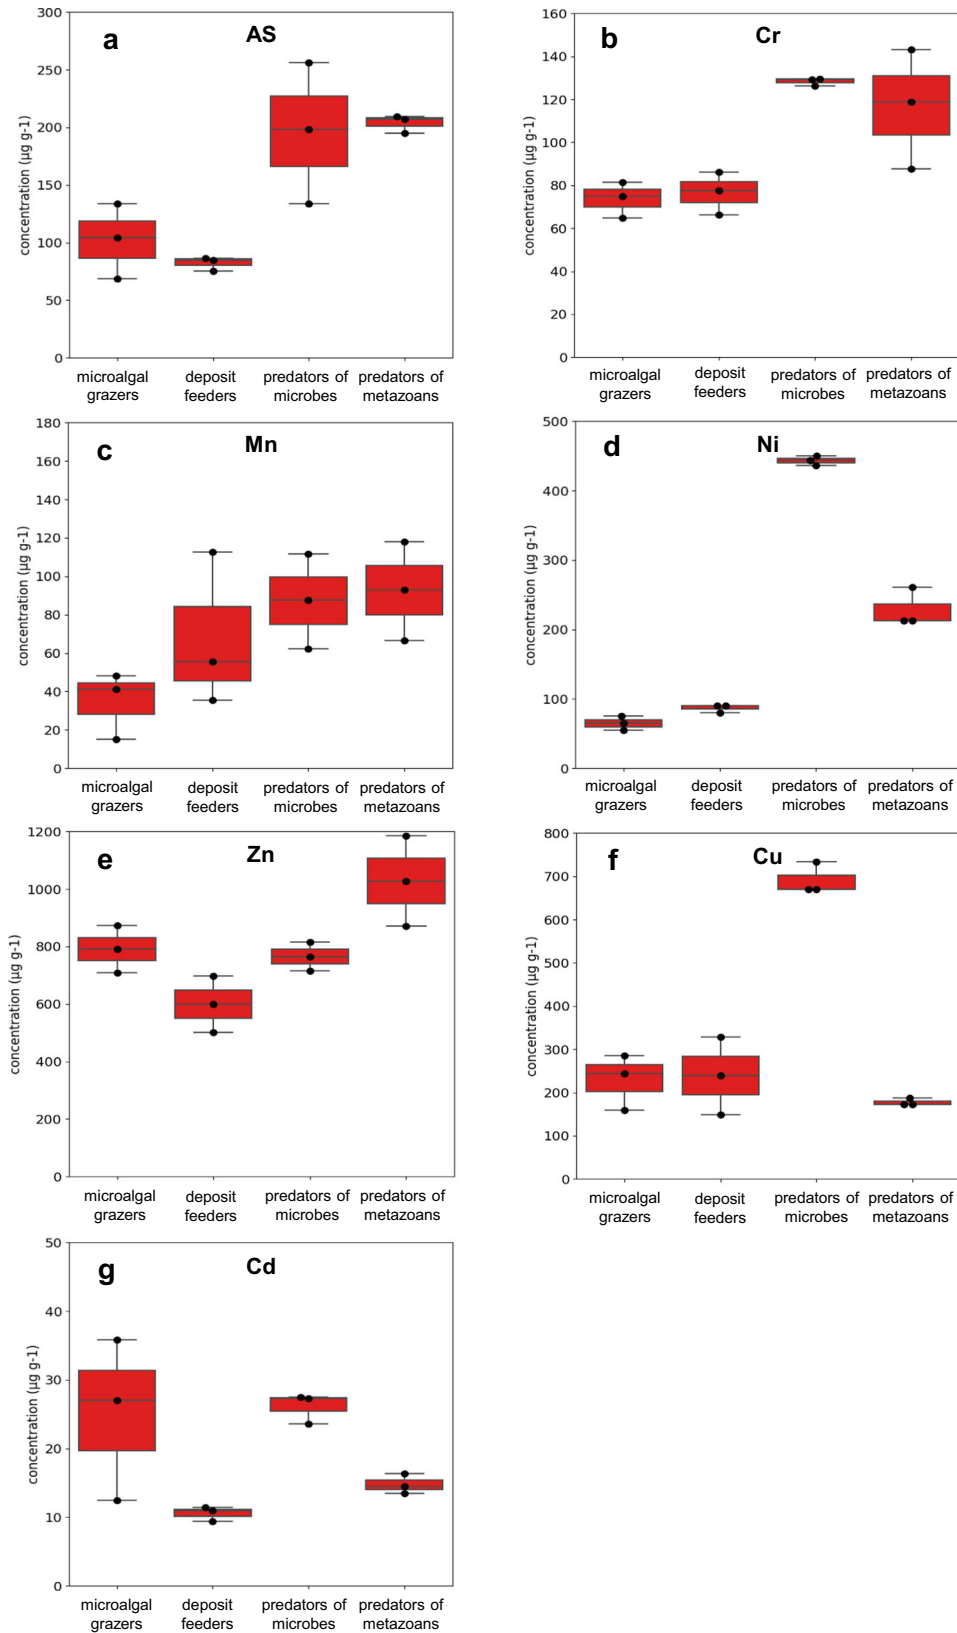 a AS
300
250
200
150
100
50
0
concentration (µg g-1)
microalgal grazers
deposit feeders
predators of microbes
predators of metazoans
b Cr
160
140
120
100
80
60
40
20
0
concentration (µg g-1)
microalgal grazers
deposit feeders
predators of microbes
predators of metazoans
c Mn
180
160
140
120
100
80
60
40
20
0
concentration (µg g-1)
microalgal grazers
deposit feeders
predators of microbes
predators of metazoans
d Ni
500
400
300
200
100
0
concentration (µg g-1)
microalgal grazers
deposit feeders
predators of microbes
predators of metazoans
e Zn
1200
1000
800
600
400
200
0
concentration (µg g-1)
microalgal grazers
deposit feeders
predators of microbes
predators of metazoans
f Cu
800
700
600
500
400
300
200
100
0
concentration (µg g-1)
microalgal grazers
deposit feeders
predators of microbes
predators of metazoans
g Cd
50
40
30
20
10
0
concentration (µg g-1)
microalgal grazers
deposit feeders
predators of microbes
predators of metazoans